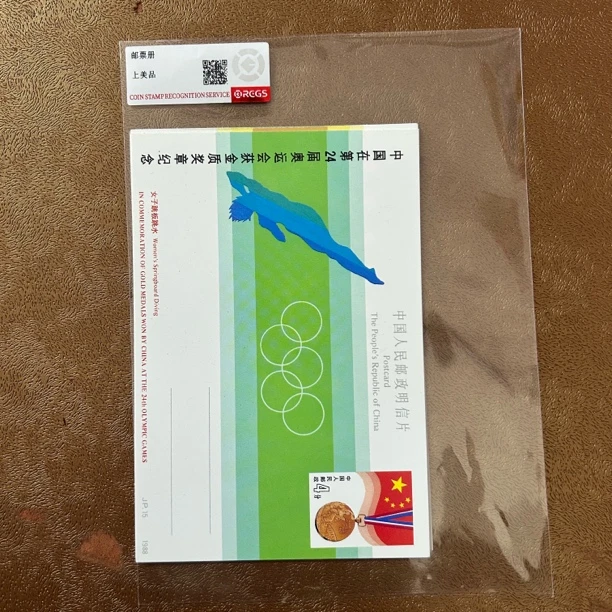 邮票册
上美品
COIN STAMP RECOGNITION SERVICE
REGS
中国在第24届奥运会获金质奖章纪念
女子跳板跳水 Women's Springboard Diving
IN COMMEMORATION OF GOLD MEDALS WON BY CHINA AT THE 24th OLYMPIC GAMES
中国人民邮政明信片
Postcard
The People's Republic of China
中国人民邮政
4分
JP.15
1988